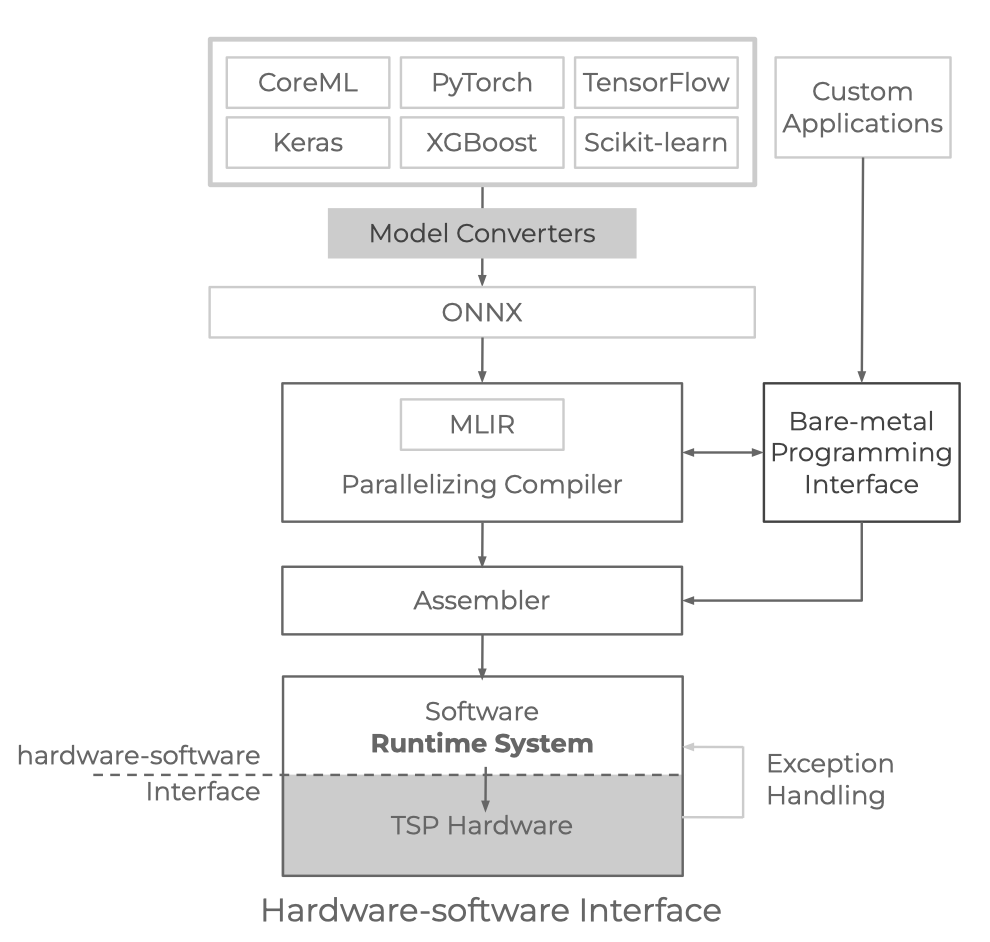 CoreML
PyTorch
TensorFlow
Keras
XGBoost
Scikit-learn
Custom
Applications
Model Converters
ONNX
MLIR
Parallelizing Compiler
Bare-metal
Programming
Interface
Assembler
Software
Runtime System
hardware-software
Interface
TSP Hardware
Exception
Handling
Hardware-software Interface